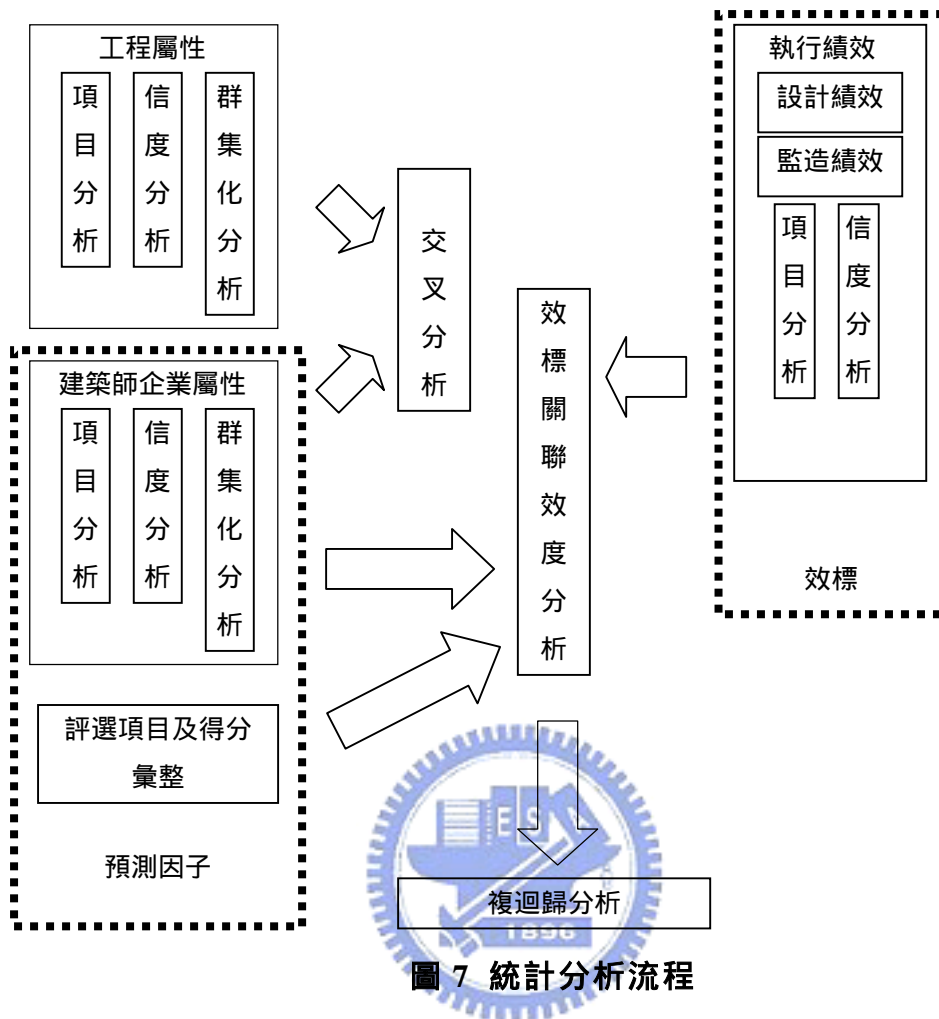 工程屬性
項目分析
信度分析
群集化分析
建築師企業屬性
項目分析
信度分析
群集化分析
評選項目及得分
彙整
預測因子
交叉分析
效標關聯效度分析
執行績效
設計績效
監造績效
項目分析
信度分析
效標
ES
複迴歸分析
1896
圖 7 統計分析流程